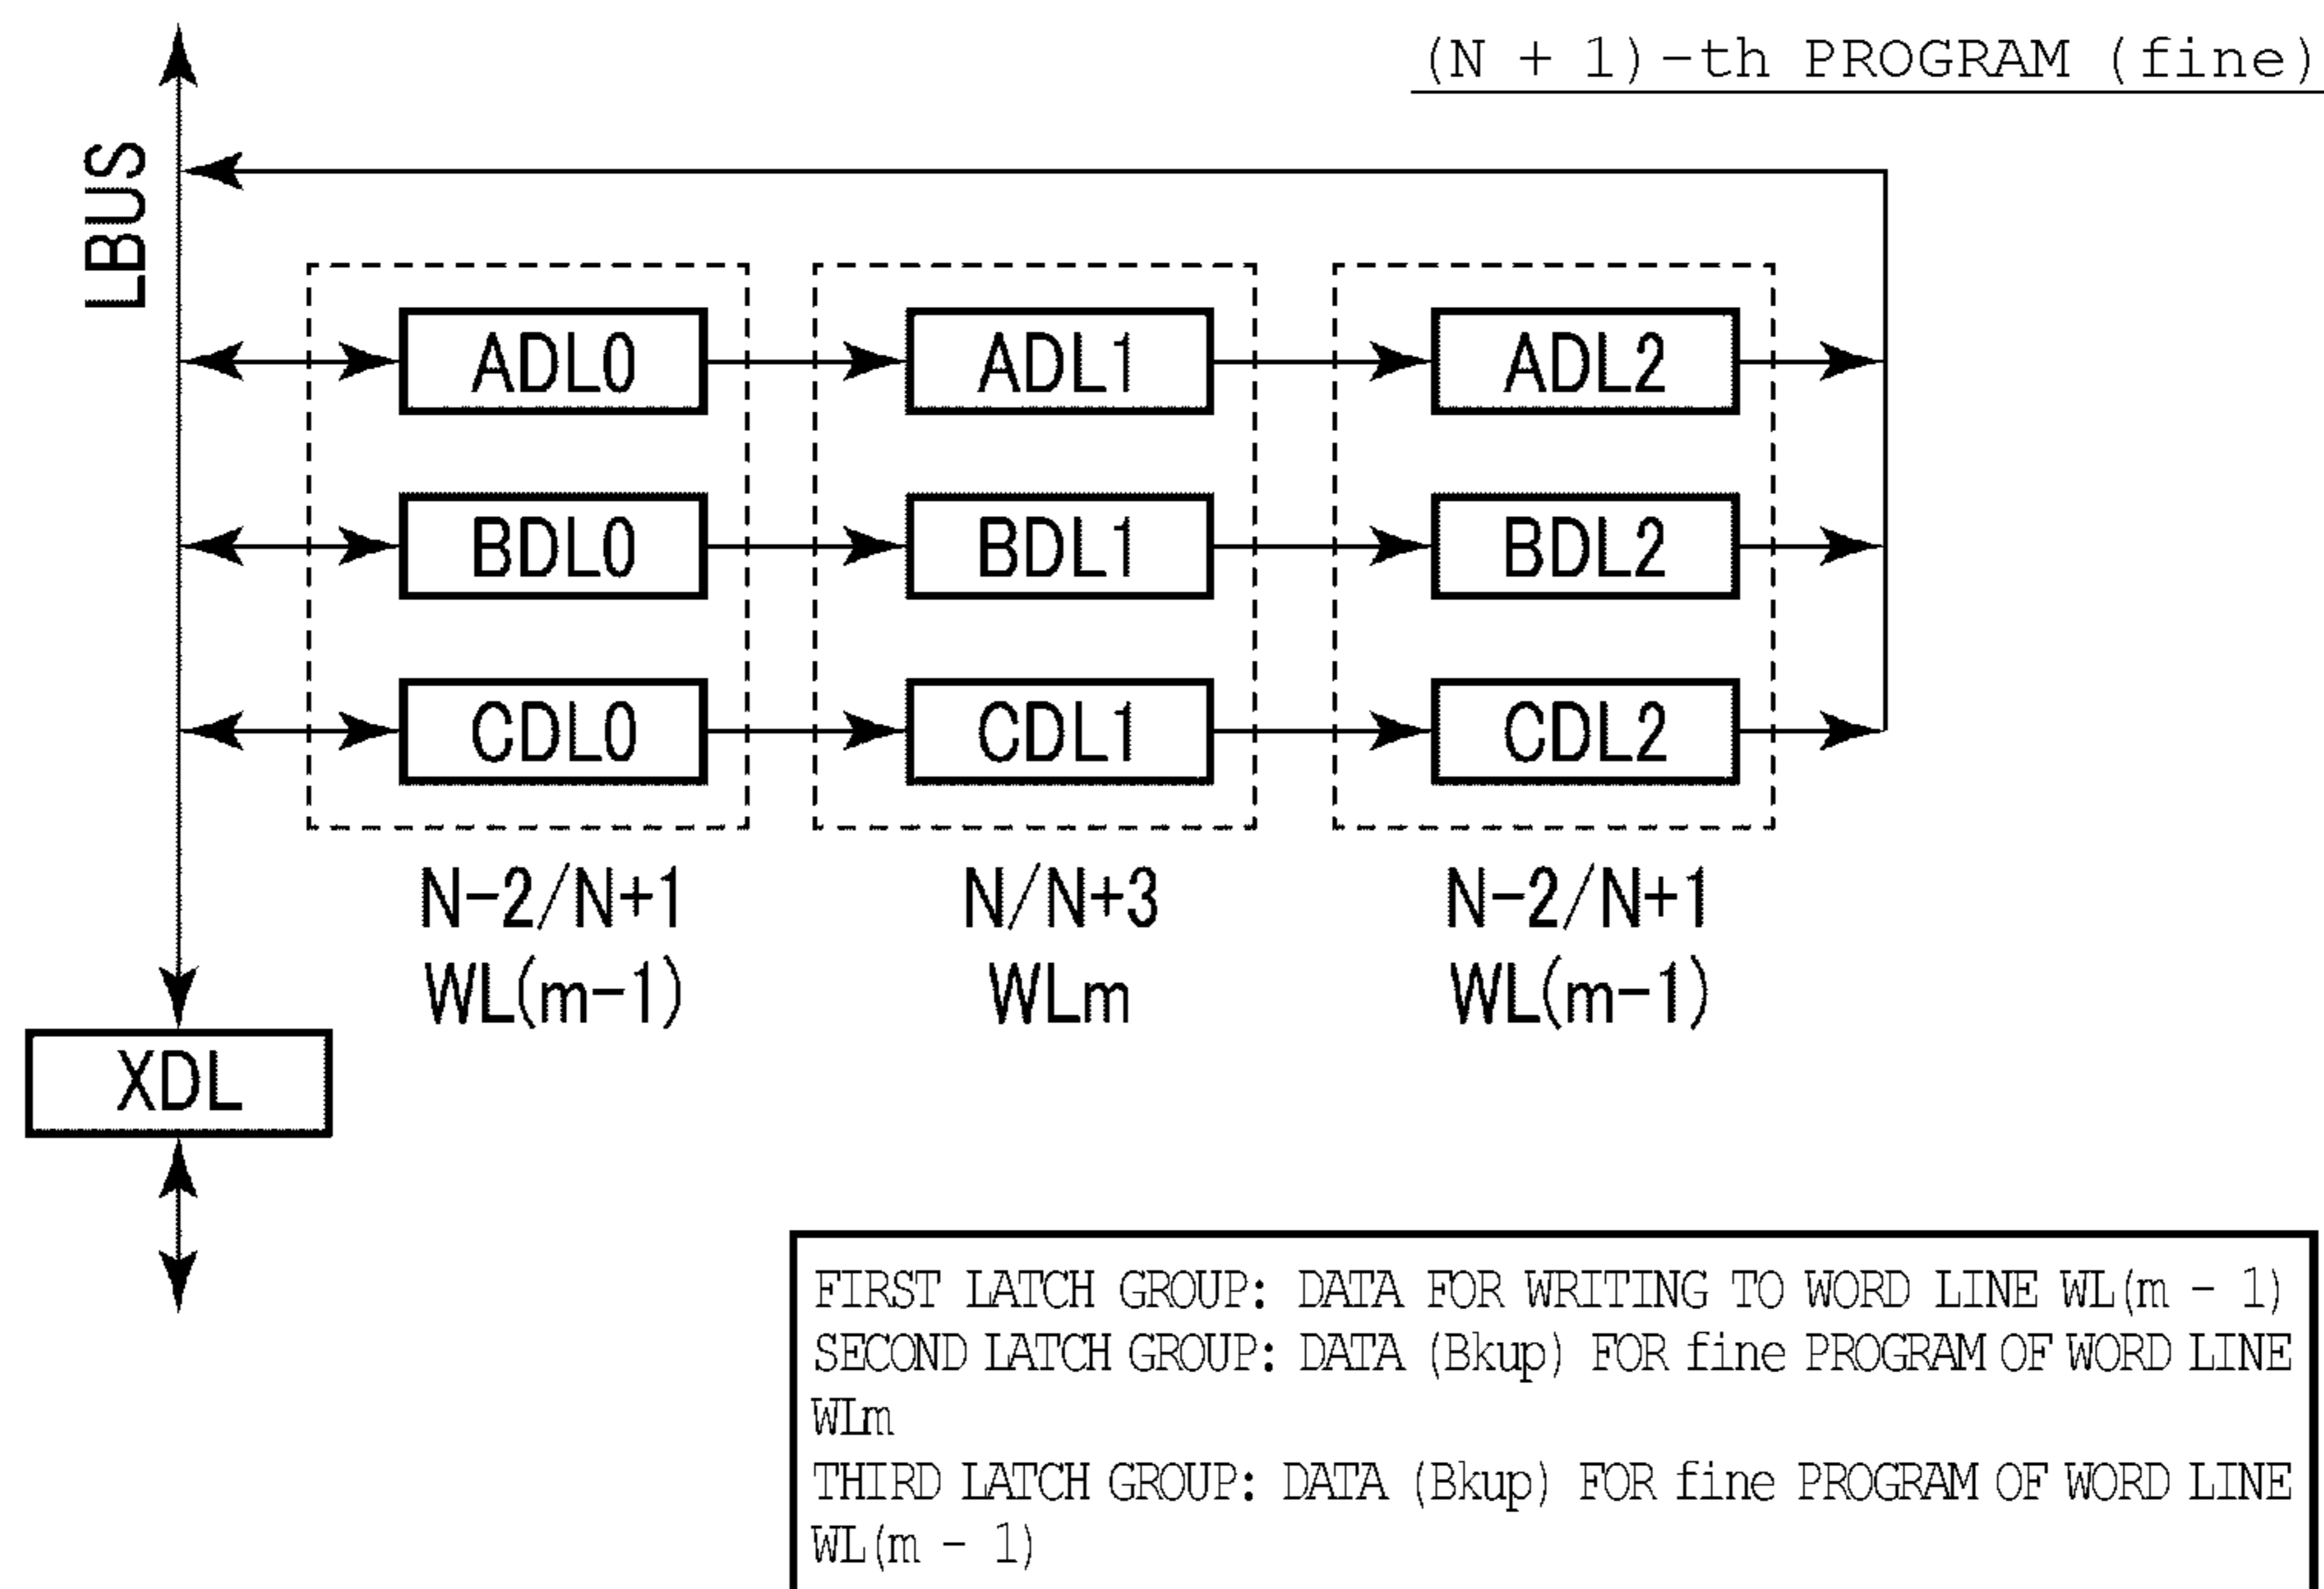 (N + 1)-th PROGRAM (fine)
LBUS
ADL0 ADL1 ADL2
BDL0 BDL1 BDL2
CDL0 CDL1 CDL2
N-2/N+1 N/N+3 N-2/N+1
WL(m-1) WLm WL(m-1)
XDL
FIRST LATCH GROUP: DATA FOR WRITING TO WORD LINE WL(m - 1)
SECOND LATCH GROUP: DATA (Bkup) FOR fine PROGRAM OF WORD LINE
WLm
THIRD LATCH GROUP: DATA (Bkup) FOR fine PROGRAM OF WORD LINE
WL(m - 1)